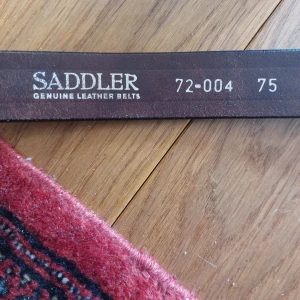 SADDLER 72-004 75
GENUINE LEATHER BELTS